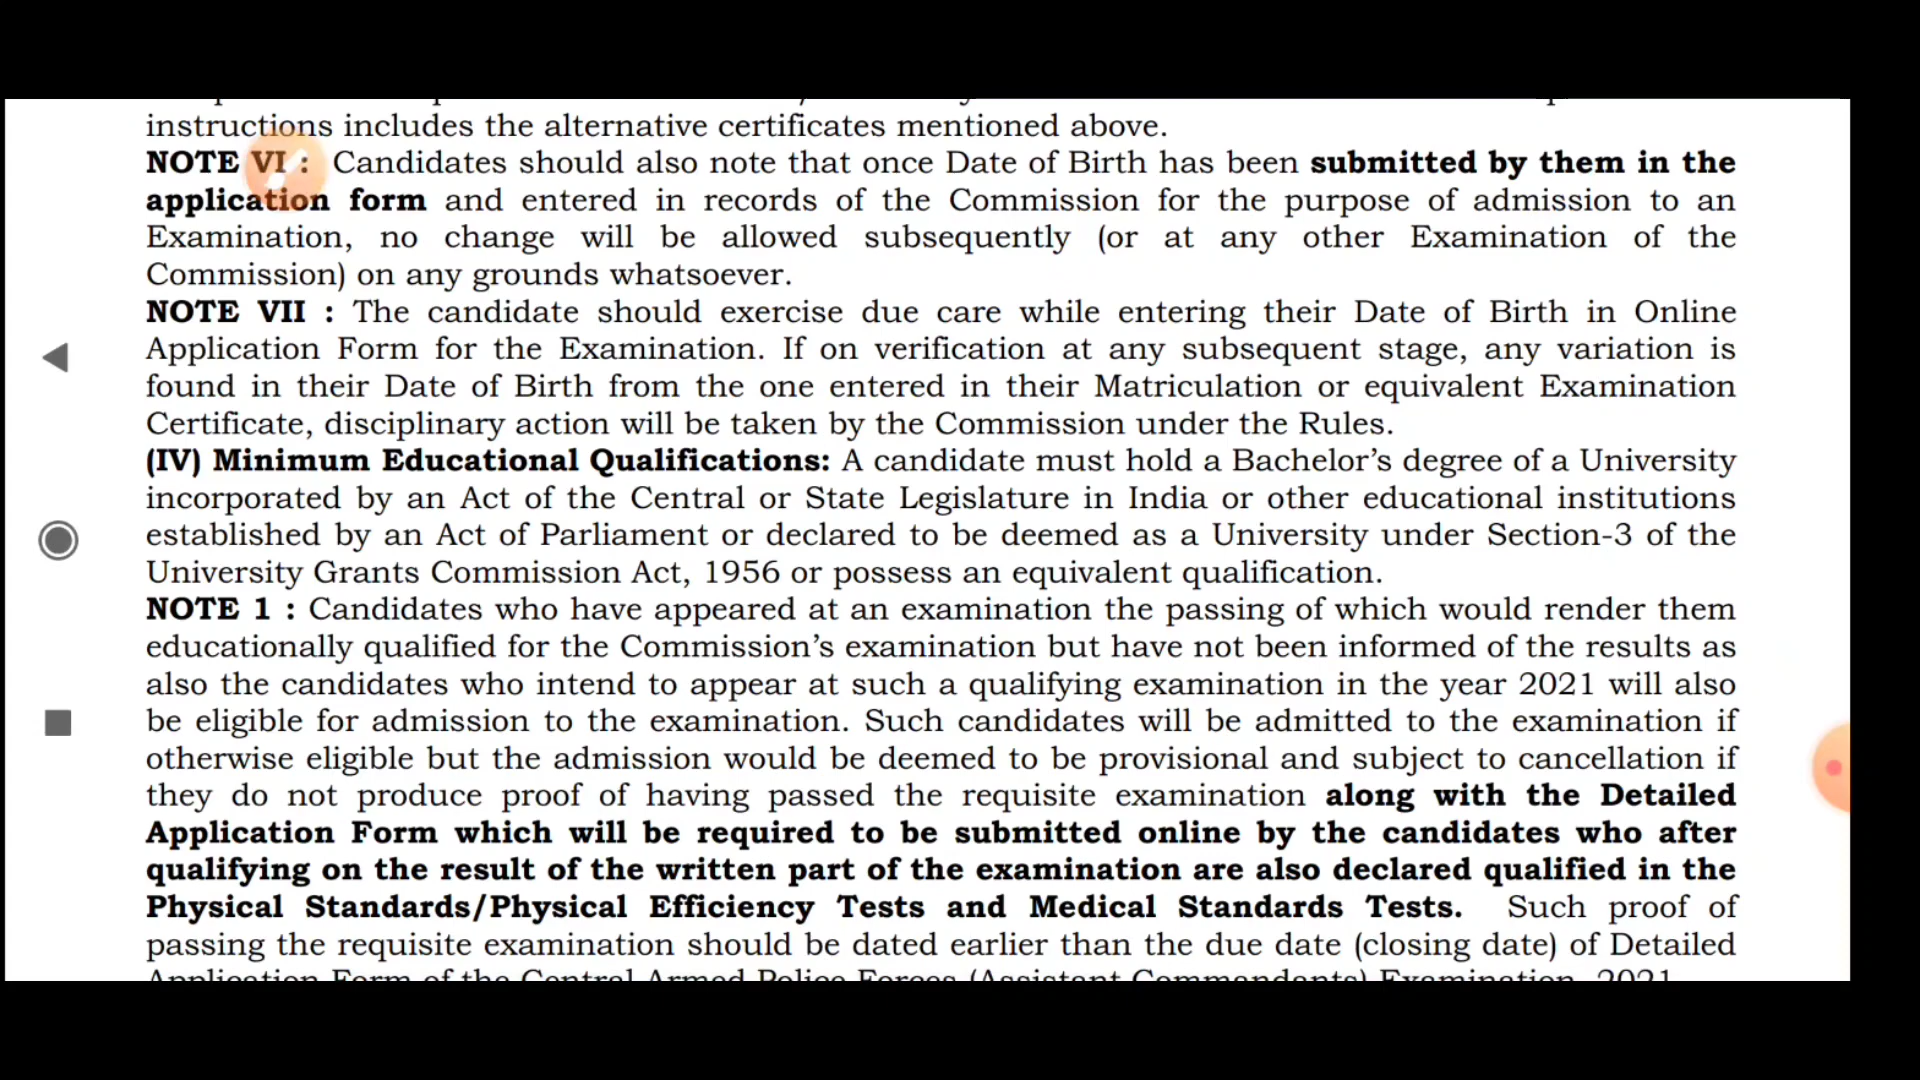 instructions includes the alternative certificates mentioned above.
NOTE VI : Candidates should also note that once Date of Birth has been submitted by them in the
application form and entered in records of the Commission for the purpose of admission to an
Examination, no change will be allowed subsequently (or at any other Examination of the
Commission) on any grounds whatsoever.
NOTE VII : The candidate should exercise due care while entering their Date of Birth in Online
Application Form for the Examination. If on verification at any subsequent stage, any variation is
found in their Date of Birth from the one entered in their Matriculation or equivalent Examination
Certificate, disciplinary action will be taken by the Commission under the Rules.
(IV) Minimum Educational Qualifications: A candidate must hold a Bachelor's degree of a University
incorporated by an Act of the Central or State Legislature in India or other educational institutions
established by an Act of Parliament or declared to be deemed as a University under Section-3 of the
University Grants Commission Act, 1956 or possess an equivalent qualification.
NOTE 1 : Candidates who have appeared at an examination the passing of which would render them
educationally qualified for the Commission's examination but have not been informed of the results as
also the candidates who intend to appear at such a qualifying examination in the year 2021 will also
be eligible for admission to the examination. Such candidates will be admitted to the examination if
otherwise eligible but the admission would be deemed to be provisional and subject to cancellation if
they do not produce proof of having passed the requisite examination along with the Detailed
Application Form which will be required to be submitted online by the candidates who after
qualifying on the result of the written part of the examination are also declared qualified in the
Physical Standards/Physical Efficiency Tests and Medical Standards Tests. Such proof of
passing the requisite examination should be dated earlier than the due date (closing date) of Detailed
Application Form of the Central Armed Police Forces (Assistant Commandants) Examination, 2021